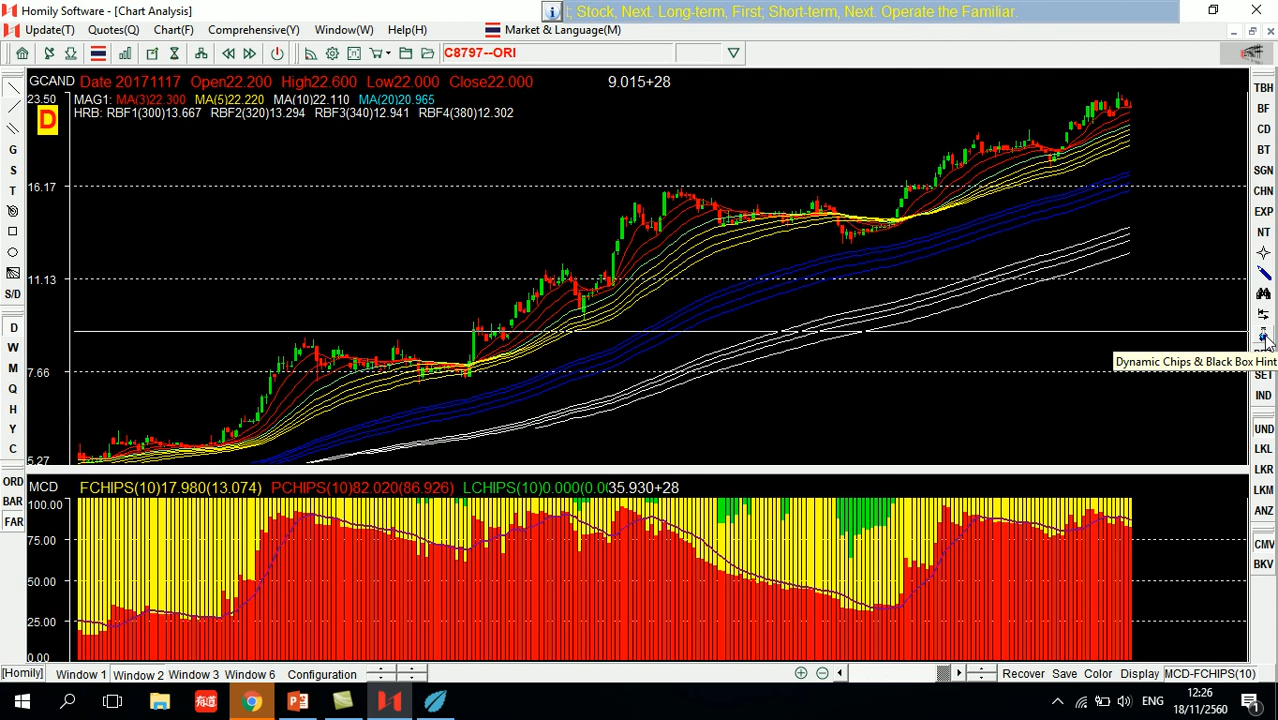 Homily Software - [Chart Analysis]
t; Stock, Next. Long-term, First; Short-term, Next. Operate the Familiar.
Update(T) Quotes(Q) Chart(F) Comprehensive(Y) Window(W) Help(H) Market & Language(M)
C8797--ORI
GCAND Date 20171117 Open22.200 High22.600 Low22.000 Close22.000 9.015+28
MAG1: MA(3)22.300 MA(5)22.220 MA(10)22.110 MA(20)20.965
HRB: RBF1(300)13.667 RBF2(320)13.294 RBF3(340)12.941 RBF4(380)12.302
23.50
D
16.17
11.13
7.66
5.27
MCD FCHIPS(10)17.980(13.074) PCHIPS(10)82.020(86.926) LCHIPS(10)0.000(0.0 35.930+28
100.00
75.00
50.00
25.00
0.00
G
S
T
S/D
D
W
M
Q
H
Y
C
ORD
BAR
FAR
TBH
BF
CD
BT
SGN
CHN
EXP
NT
Dynamic Chips & Black Box Hint
SET
IND
UND
LKL
LKR
LKM
ANZ
CMV
BKV
[Homily] Window 1 Window 2 Window 3 Window 6 Configuration Recover Save Color Display MCD-FCHIPS(10)
有道
ENG
12:26
18/11/2560
1